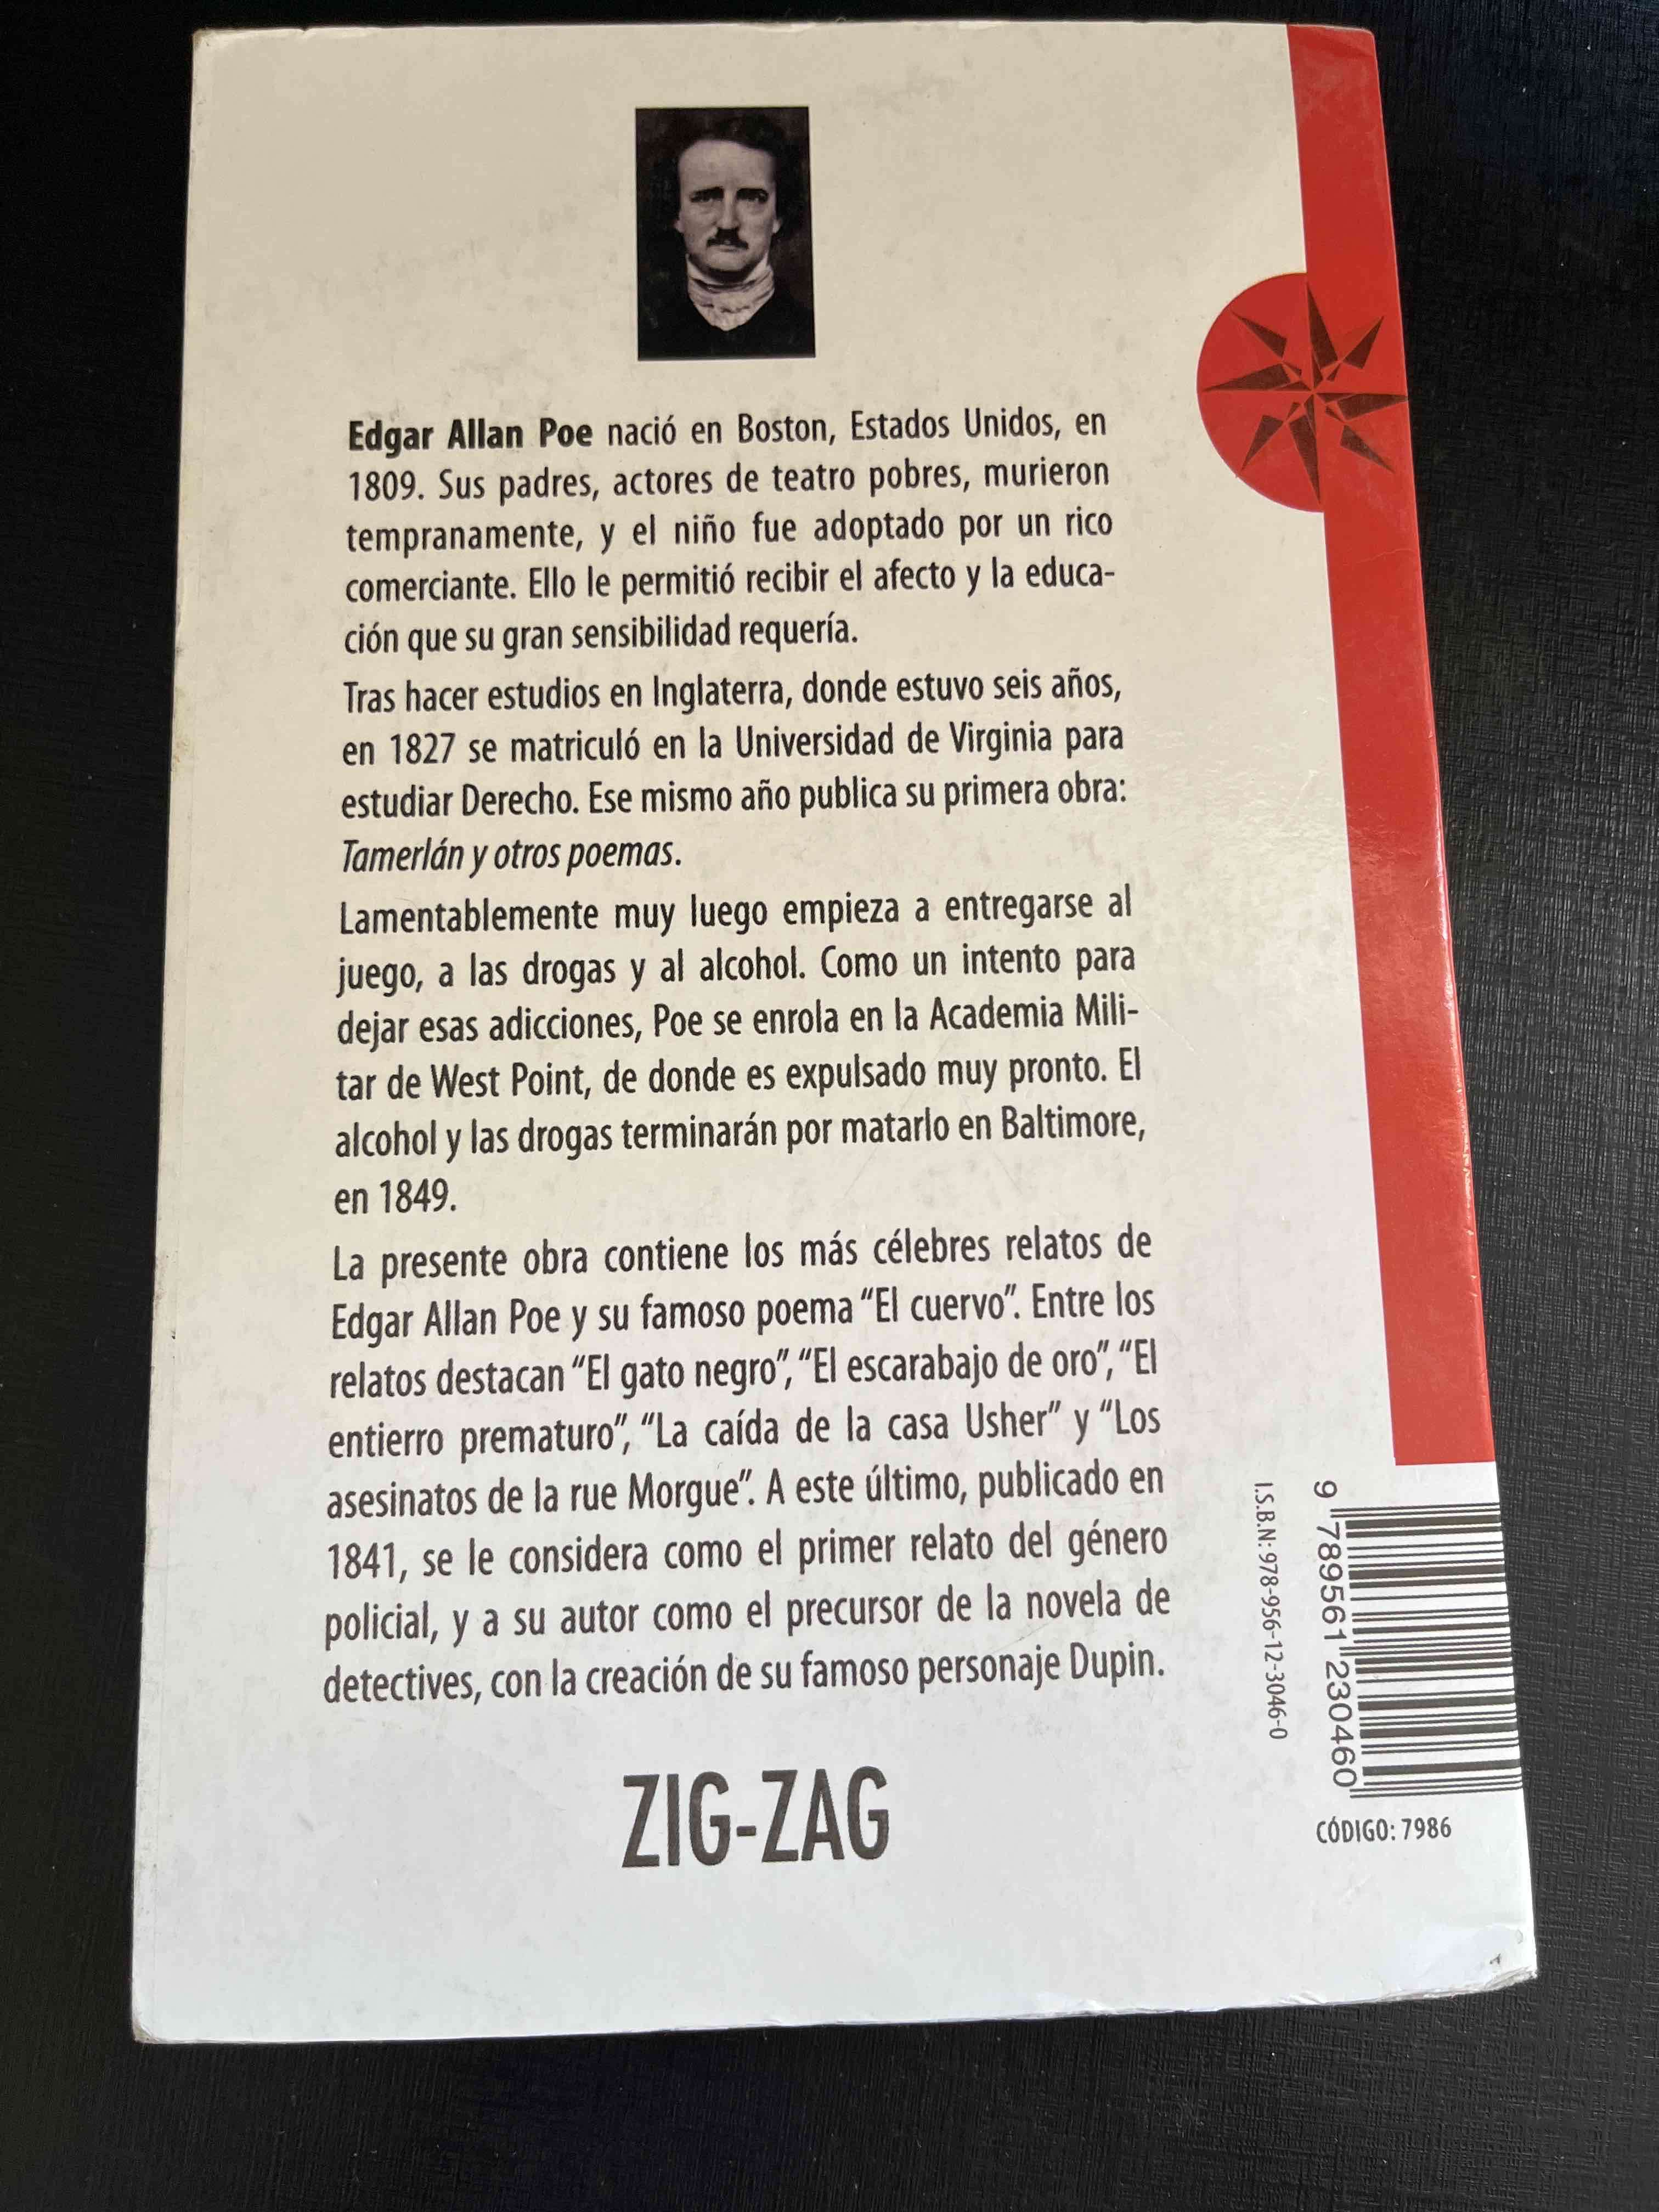 Edgar Allan Poe nació en Boston, Estados Unidos, en
1809. Sus padres, actores de teatro pobres, murieron
tempranamente, y el niño fue adoptado por un rico
comerciante. Ello le permitió recibir el afecto y la educa-
ción que su gran sensibilidad requería.
Tras hacer estudios en Inglaterra, donde estuvo seis años,
en 1827 se matriculó en la Universidad de Virginia para
estudiar Derecho. Ese mismo año publica su primera obra:
Tamerlán y otros poemas.
Lamentablemente muy luego empieza a entregarse al
juego, a las drogas y al alcohol. Como un intento para
dejar esas adicciones, Poe se enrola en la Academia Mili-
tar de West Point, de donde es expulsado muy pronto. El
alcohol y las drogas terminarán por matarlo en Baltimore,
en 1849.
La presente obra contiene los más célebres relatos de
Edgar Allan Poe y su famoso poema “El cuervo”. Entre los
relatos destacan “El gato negro”, “El escarabajo de oro”, “El
entierro prematuro”, “La caída de la casa Usher” y “Los
asesinatos de la rue Morgue”. A este último, publicado en
1841, se le considera como el primer relato del género
policial, y a su autor como el precursor de la novela de
detectives, con la creación de su famoso personaje Dupin.
ZIG-ZAG
I.S.B.N: 978-956-12-3046-0
9 789561 230460
CÓDIGO: 7986